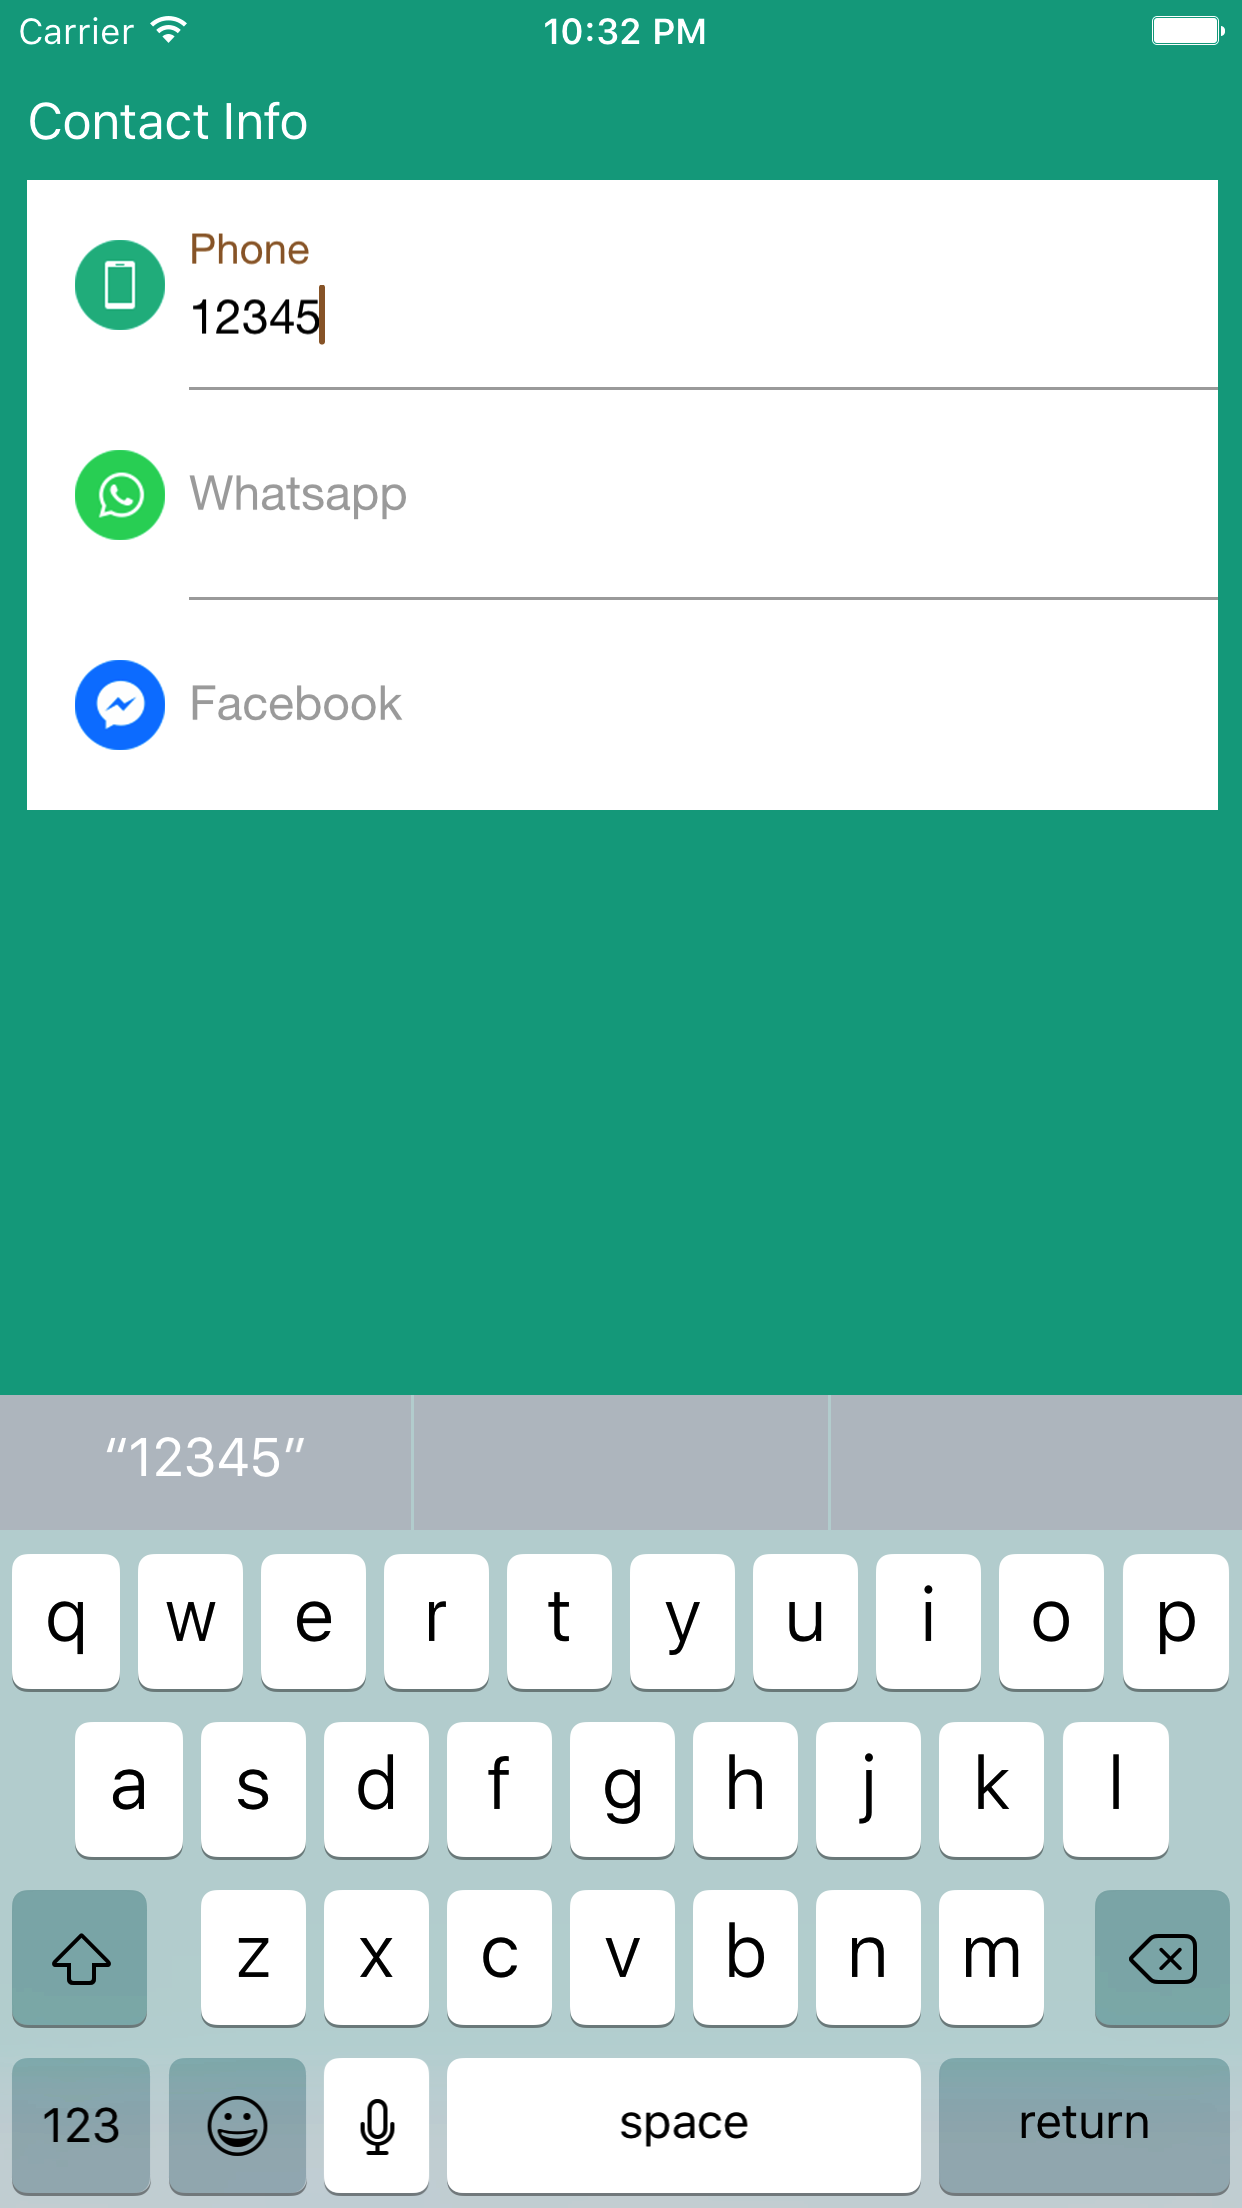 Carrier 10:32 PM
Contact Info
Phone
12345
Whatsapp
Facebook
“12345”
q w e r t y u i o p
a s d f g h j k l
z x c v b n m
123 space return